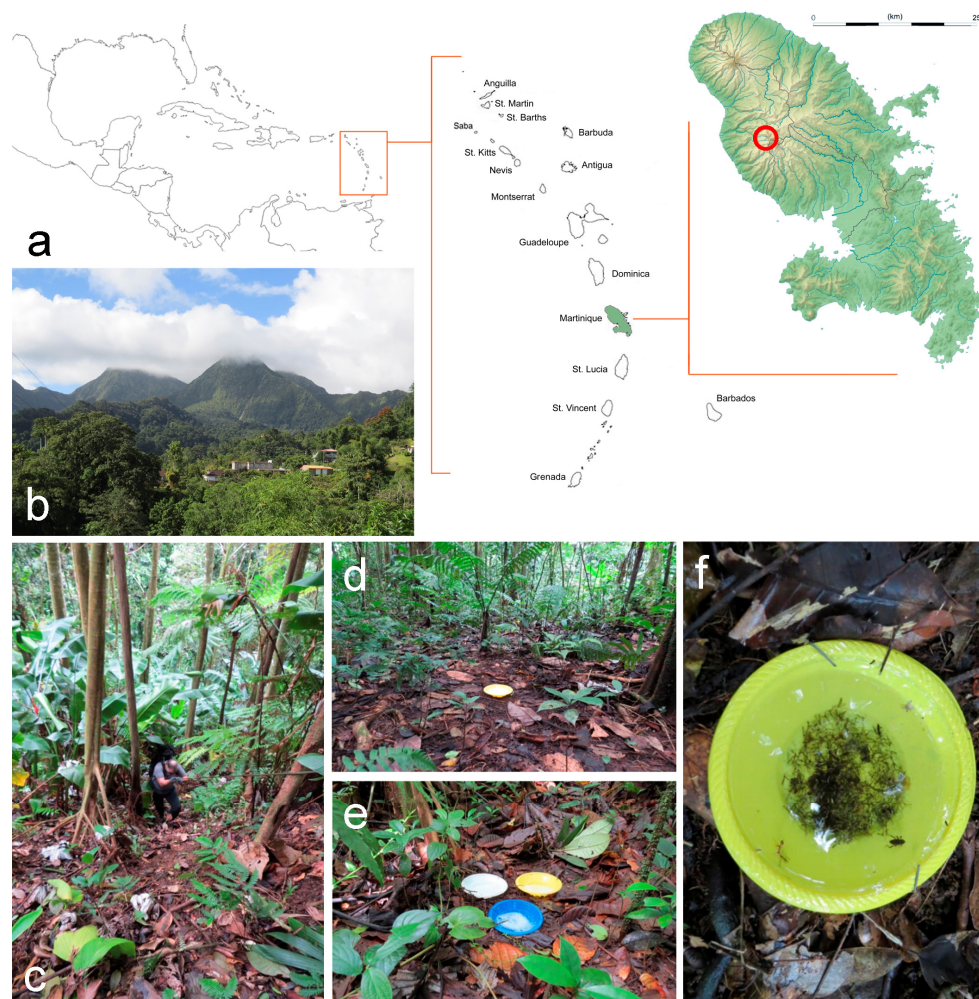 0 (km) 25
Anguilla
St. Martin
St. Barths
Saba
Barbuda
St. Kitts
Nevis
Antigua
Montserrat
Guadeloupe
Dominica
Martinique
St. Lucia
St. Vincent
Barbados
Grenada
a
b
c
d
e
f